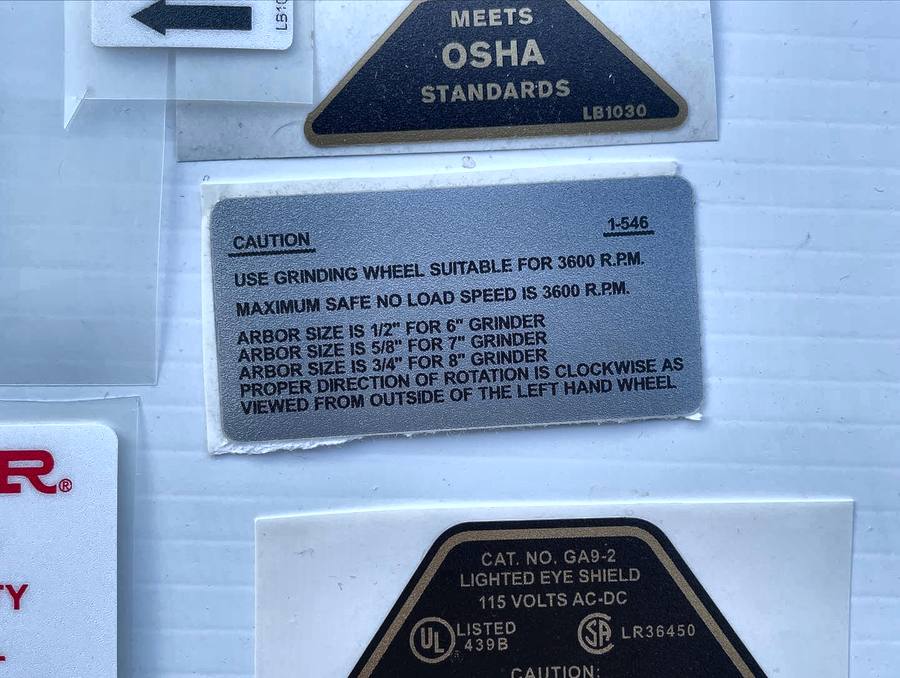 LB10
MEETS
OSHA
STANDARDS
LB1030
CAUTION 1-546
USE GRINDING WHEEL SUITABLE FOR 3600 R.P.M.
MAXIMUM SAFE NO LOAD SPEED IS 3600 R.P.M.
ARBOR SIZE IS 1/2" FOR 6" GRINDER
ARBOR SIZE IS 5/8" FOR 7" GRINDER
ARBOR SIZE IS 3/4" FOR 8" GRINDER
PROPER DIRECTION OF ROTATION IS CLOCKWISE AS
VIEWED FROM OUTSIDE OF THE LEFT HAND WHEEL
R®
TY
CAT. NO. GA9-2
LIGHTED EYE SHIELD
115 VOLTS AC-DC
UL LISTED 439B SA LR36450
CAUTION: